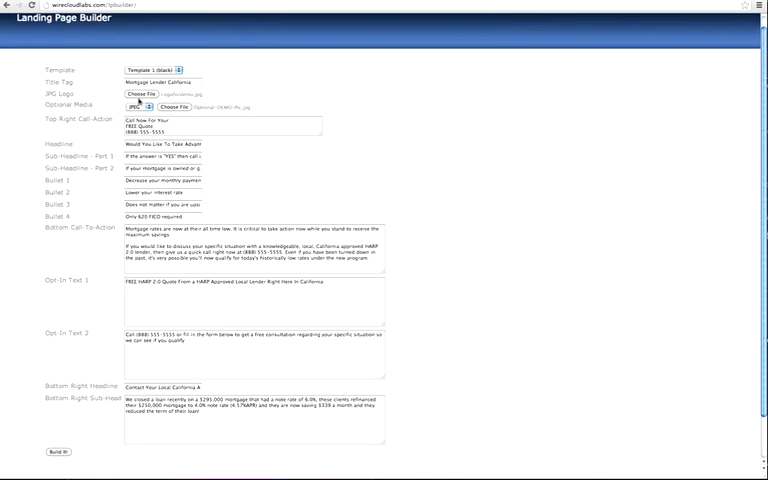 wirecloudlabs.com/lpbuilder/
Landing Page Builder
Template Template 1 (black)
Title Tag Mortgage Lender California
JPG Logo Choose File Logo-demo.jpg
Optional Media JPEG Choose File Optional-DEMO-Pic.jpg
Top Right Call-Action Call Now For Your
FREE Quote
(888) 555-5555
Headline Would You Like To Take Advant
Sub-Headline - Part 1 If the answer is "YES" then call u
Sub-Headline - Part 2 If your mortgage is owned or g
Bullet 1 Decrease your monthly paymen
Bullet 2 Lower your interest rate
Bullet 3 Does not matter if you are upsi
Bullet 4 Only 620 FICO required
Bottom Call-To-Action Mortgage rates are now at their all time low. It is critical to take action now while you stand to receive the
maximum savings.
If you would like to discuss your specific situation with a knowledgeable, local, California approved HARP
2.0 lender, then give us a quick call right now at (888) 555-5555. Even if you have been turned down in
the past, it's very possible you'll now qualify for today's historically low rates under the new program.
Opt-In Text 1 FREE HARP 2.0 Quote From a HARP Approved Local Lender Right Here In California
Opt-In Text 2 Call (888) 555-5555 or fill in the form below to get a free consultation regarding your specific situation so
we can see if you qualify
Bottom Right Headline Contact Your Local California A
Bottom Right Sub-Head We closed a loan recently on a $295,000 mortgage that had a note rate of 6.0%, these clients refinanced
their $250,000 mortgage to 4.0% note rate (4.17%APR) and they are now saving $339 a month and they
reduced the term of their loan!
Build It!